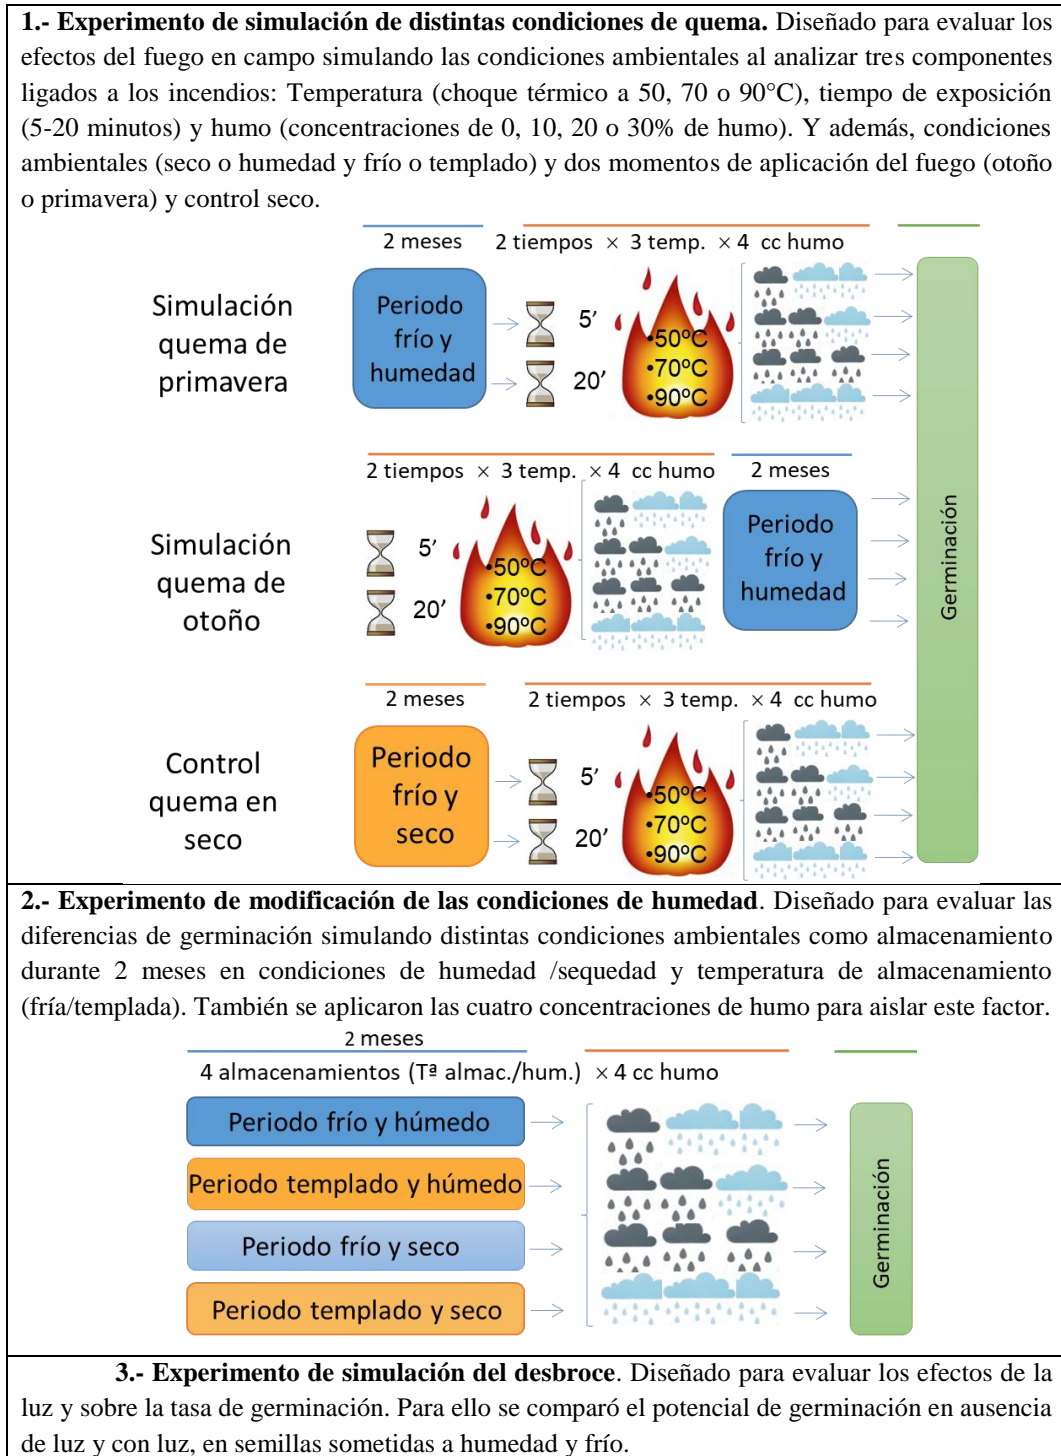 1.- Experimento de simulación de distintas condiciones de quema. Diseñado para evaluar los
efectos del fuego en campo simulando las condiciones ambientales al analizar tres componentes
ligados a los incendios: Temperatura (choque térmico a 50, 70 o 90°C), tiempo de exposición
(5-20 minutos) y humo (concentraciones de 0, 10, 20 o 30% de humo). Y además, condiciones
ambientales (seco o humedad y frío o templado) y dos momentos de aplicación del fuego (otoño
o primavera) y control seco.
2 meses
2 tiempos × 3 temp. × 4 cc humo
Simulación
quema de
primavera
Periodo
frío y
humedad
5’
20’
•50ºC
•70ºC
•90ºC
2 tiempos × 3 temp. × 4 cc humo
2 meses
Simulación
quema de
otoño
5’
20’
•50ºC
•70ºC
•90ºC
Periodo
frío y
humedad
Germinación
2 meses
2 tiempos × 3 temp. × 4 cc humo
Control
quema en
seco
Periodo
frío y
seco
5’
20’
•50ºC
•70ºC
•90ºC
2.- Experimento de modificación de las condiciones de humedad. Diseñado para evaluar las
diferencias de germinación simulando distintas condiciones ambientales como almacenamiento
durante 2 meses en condiciones de humedad /sequedad y temperatura de almacenamiento
(fría/templada). También se aplicaron las cuatro concentraciones de humo para aislar este factor.
2 meses
4 almacenamientos (Tª almac./hum.) × 4 cc humo
Periodo frío y húmedo
Periodo templado y húmedo
Periodo frío y seco
Periodo templado y seco
Germinación
3.- Experimento de simulación del desbroce. Diseñado para evaluar los efectos de la
luz y sobre la tasa de germinación. Para ello se comparó el potencial de germinación en ausencia
de luz y con luz, en semillas sometidas a humedad y frío.